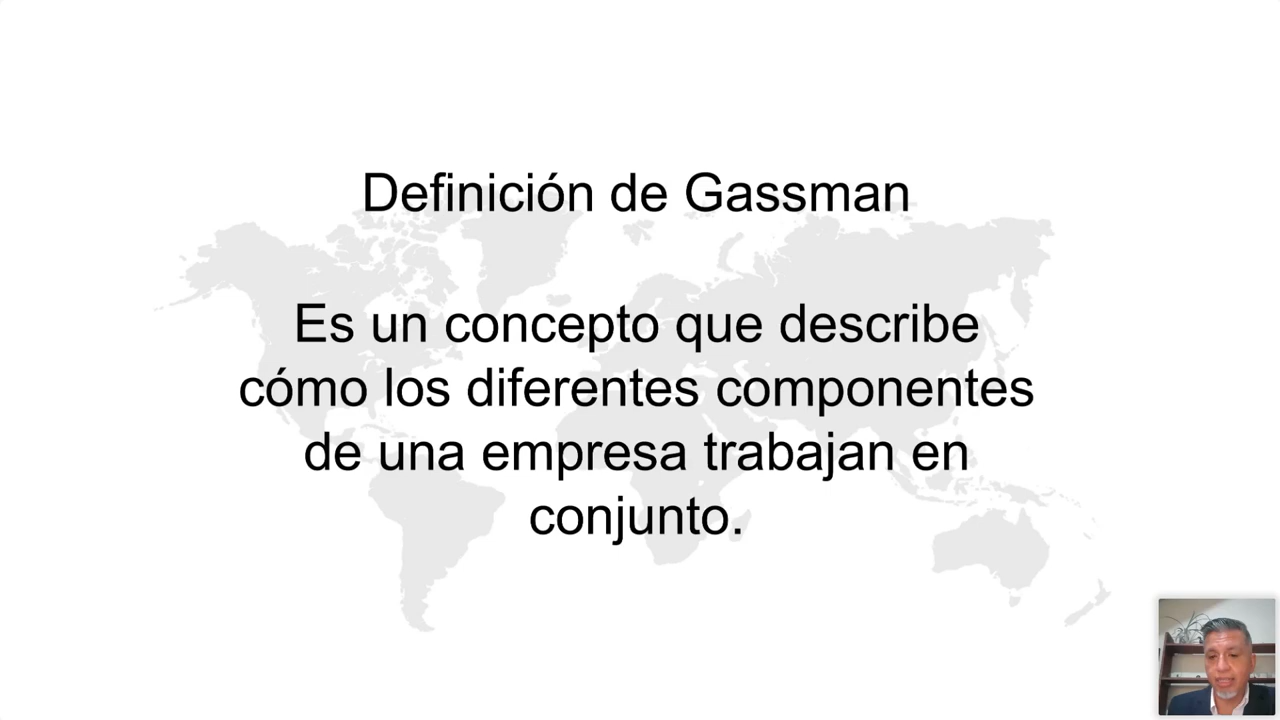 Definición de Gassman
Es un concepto que describe
cómo los diferentes componentes
de una empresa trabajan en
conjunto.